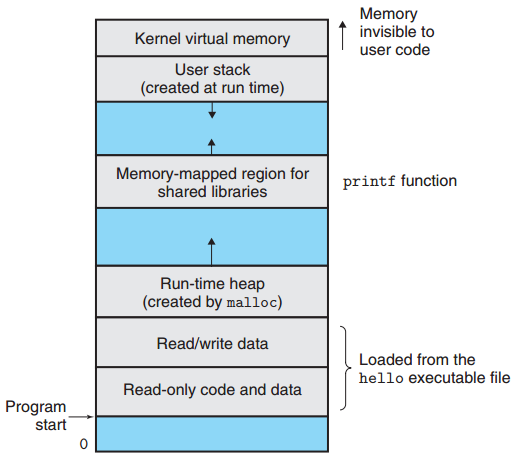 Memory
invisible to
user code
Kernel virtual memory
User stack
(created at run time)
Memory-mapped region for
shared libraries
printf function
Run-time heap
(created by malloc)
Read/write data
Loaded from the
hello executable file
Read-only code and data
Program
start
0